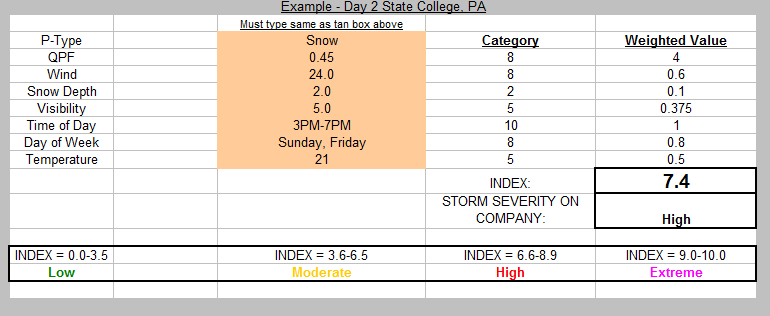 Example - Day 2 State College, PA
Must type same as tan box above
P-Type Snow Category Weighted Value
QPF 0.45 8 4
Wind 24.0 8 0.6
Snow Depth 2.0 2 0.1
Visibility 5.0 5 0.375
Time of Day 3PM-7PM 10 1
Day of Week Sunday, Friday 8 0.8
Temperature 21 5 0.5
INDEX: 7.4
STORM SEVERITY ON
COMPANY: High
INDEX = 0.0-3.5 INDEX = 3.6-6.5 INDEX = 6.6-8.9 INDEX = 9.0-10.0
Low Moderate High Extreme